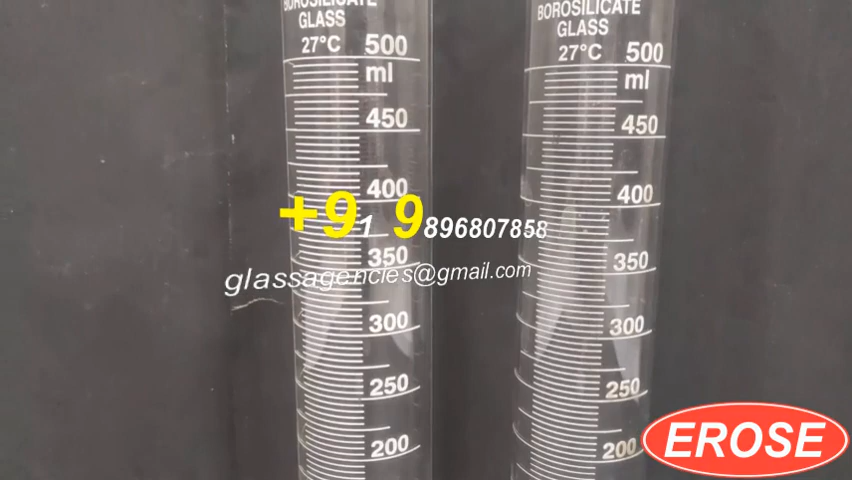 BOROSILICATE
GLASS
27°C 500
ml
450
400
350
300
250
200
BOROSILICATE
GLASS
27°C 500
ml
450
400
350
300
250
200
+91 9896807858
glassagencies@gmail.com
EROSE